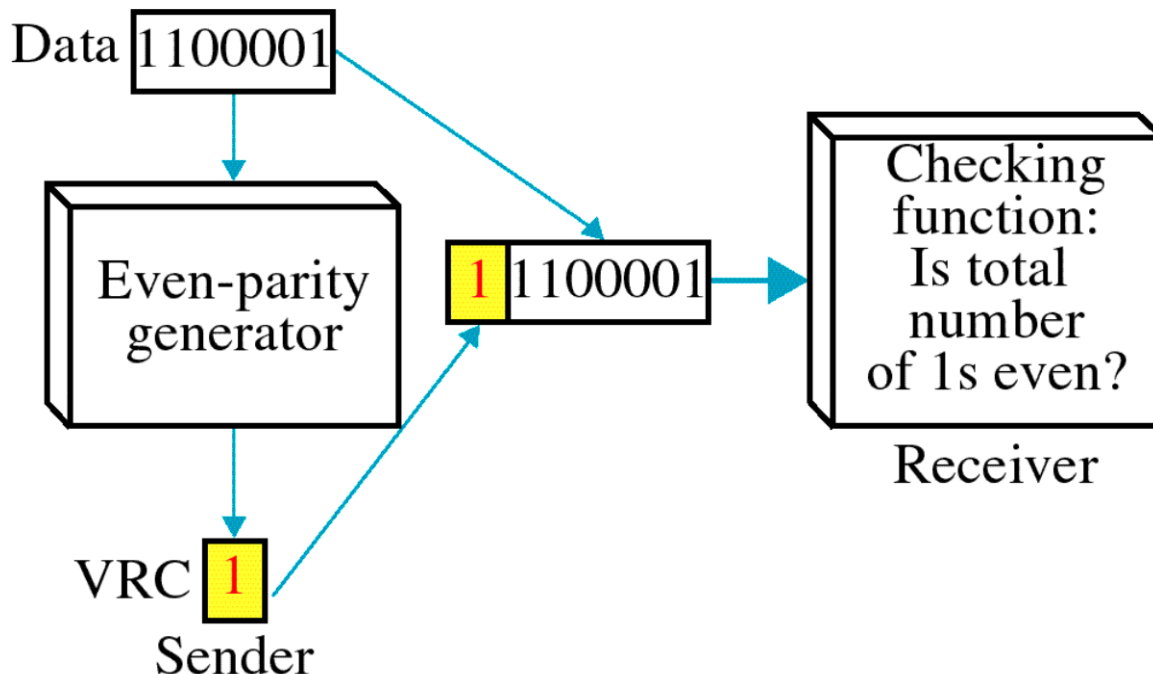 Data 1100001
Even-parity
generator
VRC 1
Sender
1 1100001
Checking
function:
Is total
number
of 1s even?
Receiver